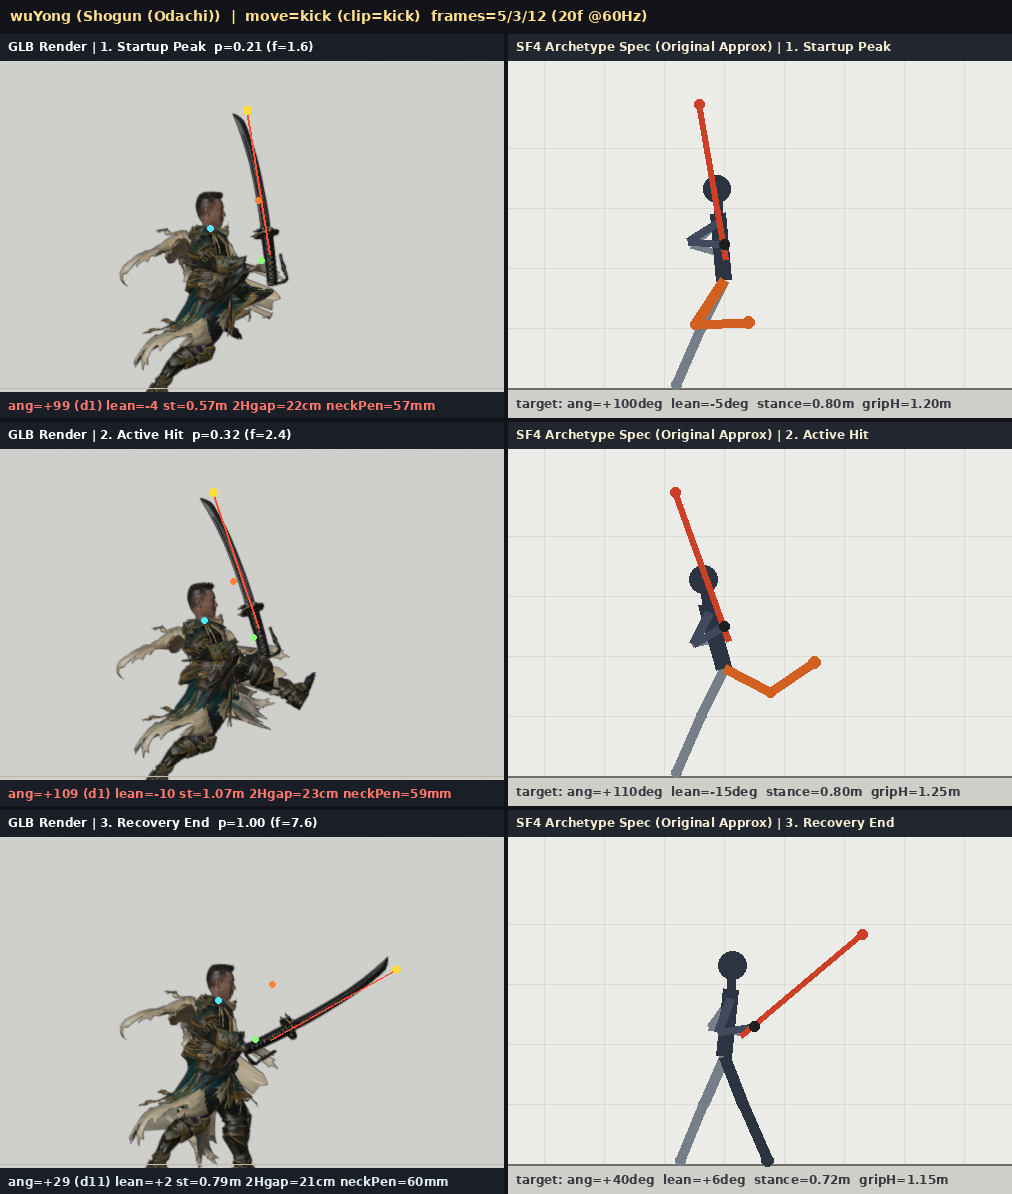 wuYong (Shogun (Odachi))  |  move=kick (clip=kick)  frames=5/3/12 (20f @60Hz)
GLB Render | 1. Startup Peak  p=0.21 (f=1.6)
SF4 Archetype Spec (Original Approx) | 1. Startup Peak
ang=+99 (d1) lean=-4 st=0.57m 2Hgap=22cm neckPen=57mm
target: ang=+100deg  lean=-5deg  stance=0.80m  gripH=1.20m
GLB Render | 2. Active Hit  p=0.32 (f=2.4)
SF4 Archetype Spec (Original Approx) | 2. Active Hit
ang=+109 (d1) lean=-10 st=1.07m 2Hgap=23cm neckPen=59mm
target: ang=+110deg  lean=-15deg  stance=0.80m  gripH=1.25m
GLB Render | 3. Recovery End  p=1.00 (f=7.6)
SF4 Archetype Spec (Original Approx) | 3. Recovery End
ang=+29 (d11) lean=+2 st=0.79m 2Hgap=21cm neckPen=60mm
target: ang=+40deg  lean=+6deg  stance=0.72m  gripH=1.15m